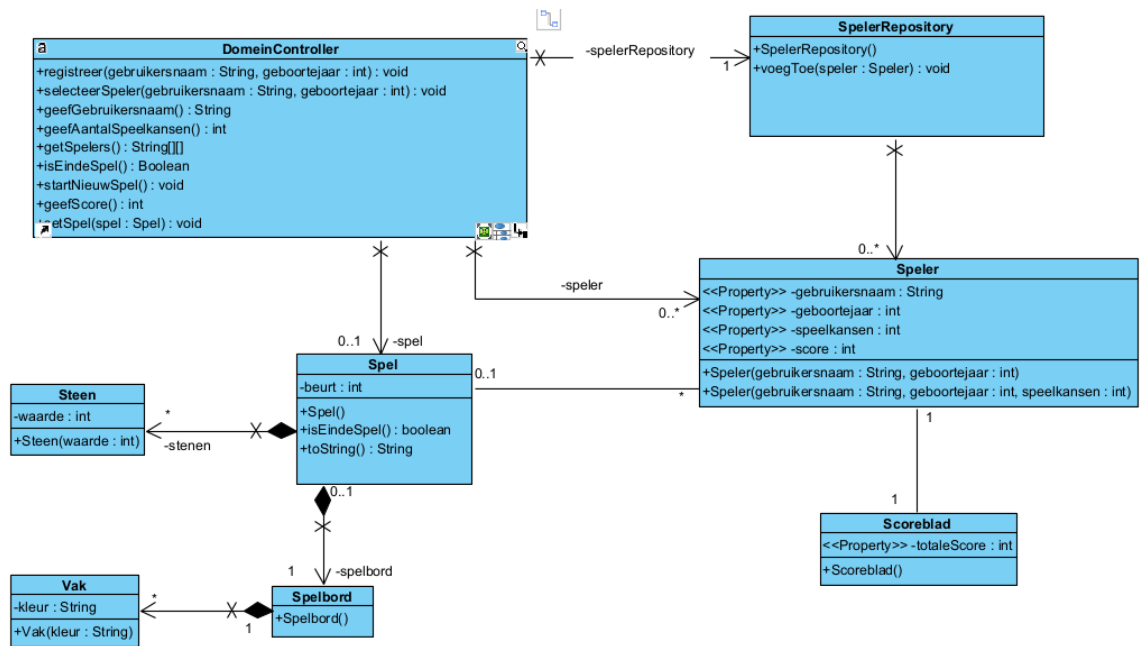 DomeinController
+registreer(gebruikersnaam : String, geboortejaar : int) : void
+selecteerSpeler(gebruikersnaam : String, geboortejaar : int) : void
+geefGebruikersnaam() : String
+geefAantalSpeelkansen() : int
+getSpelers() : String[][]
+isEindeSpel() : Boolean
+startNieuwSpel() : void
+geefScore() : int
(spel : Spel) : void
-spelerRepository
1
SpelerRepository
+SpelerRepository()
+voegToe(speler : Speler) : void
0..*
-speler
0..*
Speler
<<Property>> -gebruikersnaam : String
<<Property>> -geboortejaar : int
<<Property>> -speelkansen : int
<<Property>> -score : int
+Speler(gebruikersnaam : String, geboortejaar : int)
+Speler(gebruikersnaam : String, geboortejaar : int, speelkansen : int)
0..1
-spel
Spel
-beurt : int
+Spel()
+isEindeSpel() : boolean
+toString() : String
0..1
*
Steen
-waarde : int
+Steen(waarde : int)
*
-stenen
0..1
1
-spelbord
Spelbord
+Spelbord()
Vak
-kleur : String
+Vak(kleur : String)
*
1
1
1
Scoreblad
<<Property>> -totaleScore : int
+Scoreblad()